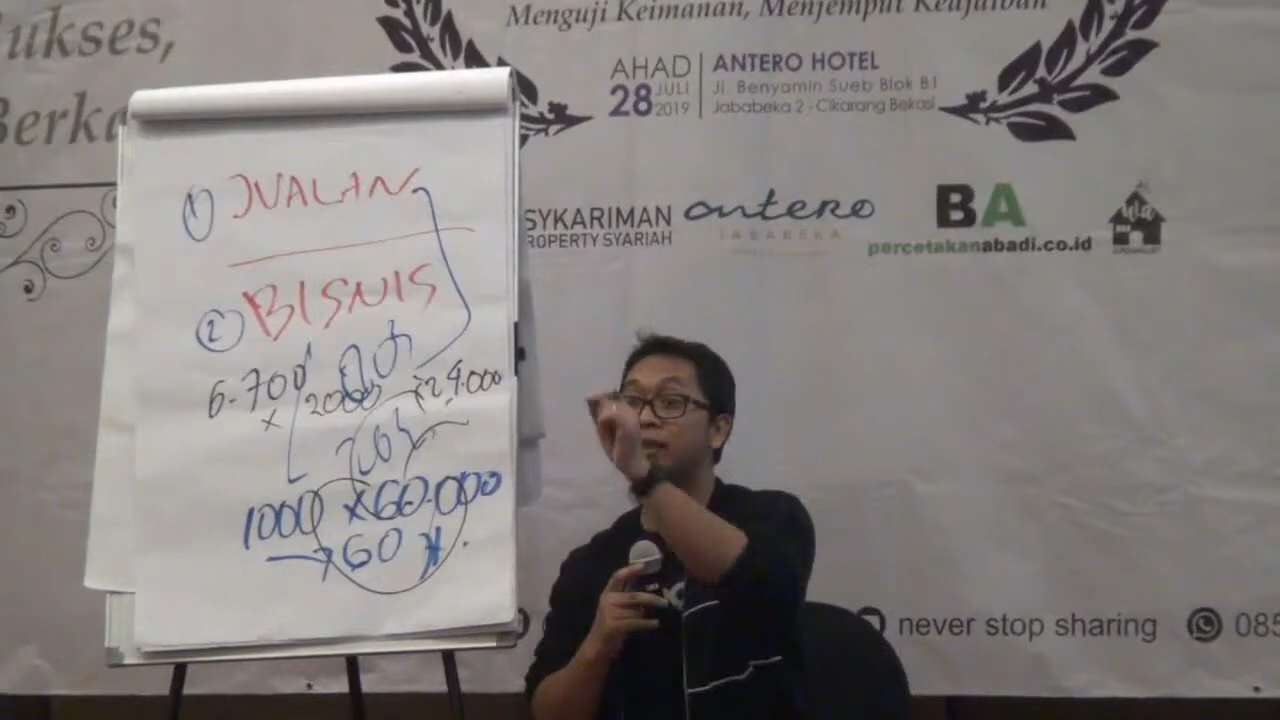 ukses,
Berka
Menguji Keimanan, Menjemput Keajaiban
AHAD
28 JULI
2019
ANTERO HOTEL
Jl. Benyamin Sueb Blok B1
Jababeka 2 - Cikarang Bekasi
SYKARIMAN
ROPERTY SYARIAH
antero
JABABEKA
BA
percetakanabadi.co.id
1) JUALAN
2) BISNIS
6.700
x 2000
24.000
1000 x 60.000
60
never stop sharing
085